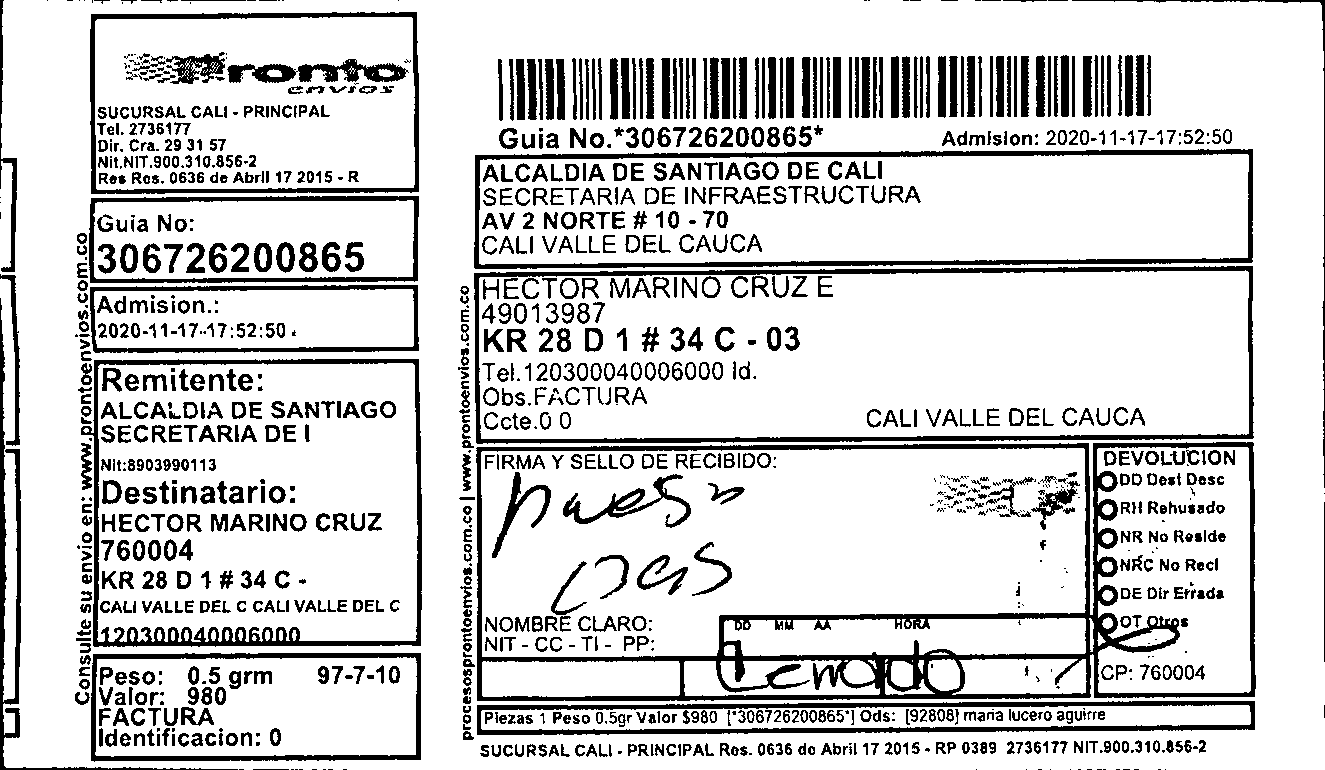 Pronto
envios
SUCURSAL CALI - PRINCIPAL
Tel. 2736177
Dir. Cra. 29 31 57
Nit.NIT.900.310.856-2
Res Res. 0636 de Abril 17 2015 - R
Guia No:
306726200865
Admision.:
2020-11-17-17:52:50
Remitente:
ALCALDIA DE SANTIAGO
SECRETARIA DE I
Nit:8903990113
Destinatario:
HECTOR MARINO CRUZ
760004
KR 28 D 1 # 34 C -
CALI VALLE DEL C CALI VALLE DEL C
120300040006000
Peso: 0.5 grm 97-7-10
Valor: 980
FACTURA
Identificacion: 0
Consulte su envio en: www.prontoenvios.com.co
Guia No.*306726200865* Admision: 2020-11-17-17:52:50
ALCALDIA DE SANTIAGO DE CALI
SECRETARIA DE INFRAESTRUCTURA
AV 2 NORTE # 10 - 70
CALI VALLE DEL CAUCA
HECTOR MARINO CRUZ E
49013987
KR 28 D 1 # 34 C - 03
Tel.120300040006000 Id.
Obs.FACTURA
Ccte.0 0 CALI VALLE DEL CAUCA
procesosprontoenvios.com.co | www.prontoenvios.com.co
FIRMA Y SELLO DE RECIBIDO:
NOMBRE CLARO:
NIT - CC - TI - PP:
DD MM AA HORA
DEVOLUCION
DD Dest Desc
RH Rehusado
NR No Reside
NRC No Recl
DE Dir Errada
OT Otros
CP: 760004
Piezas 1 Peso 0.5gr Valor $980 [*306726200865*] Ods: [92808] maria lucero aguirre
SUCURSAL CALI - PRINCIPAL Res. 0636 de Abril 17 2015 - RP 0389 2736177 NIT.900.310.856-2